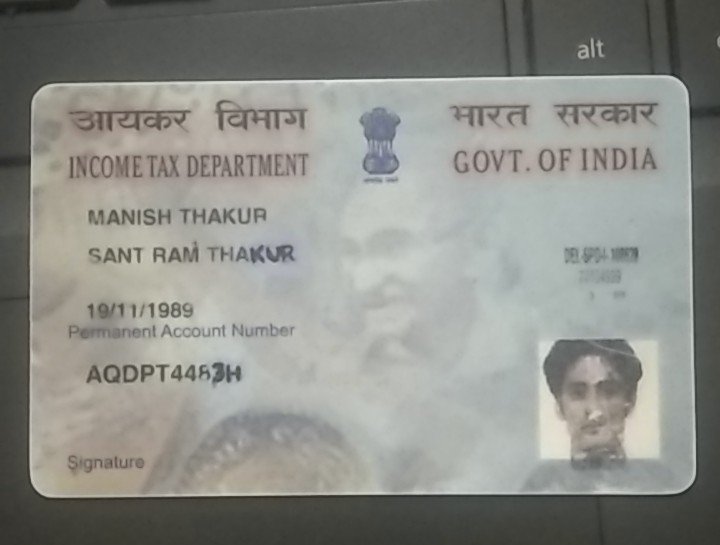 alt
आयकर विभाग
भारत सरकार
INCOME TAX DEPARTMENT
GOVT. OF INDIA
MANISH THAKUR
SANT RAM THAKUR
19/11/1989
Permanent Account Number
Signature